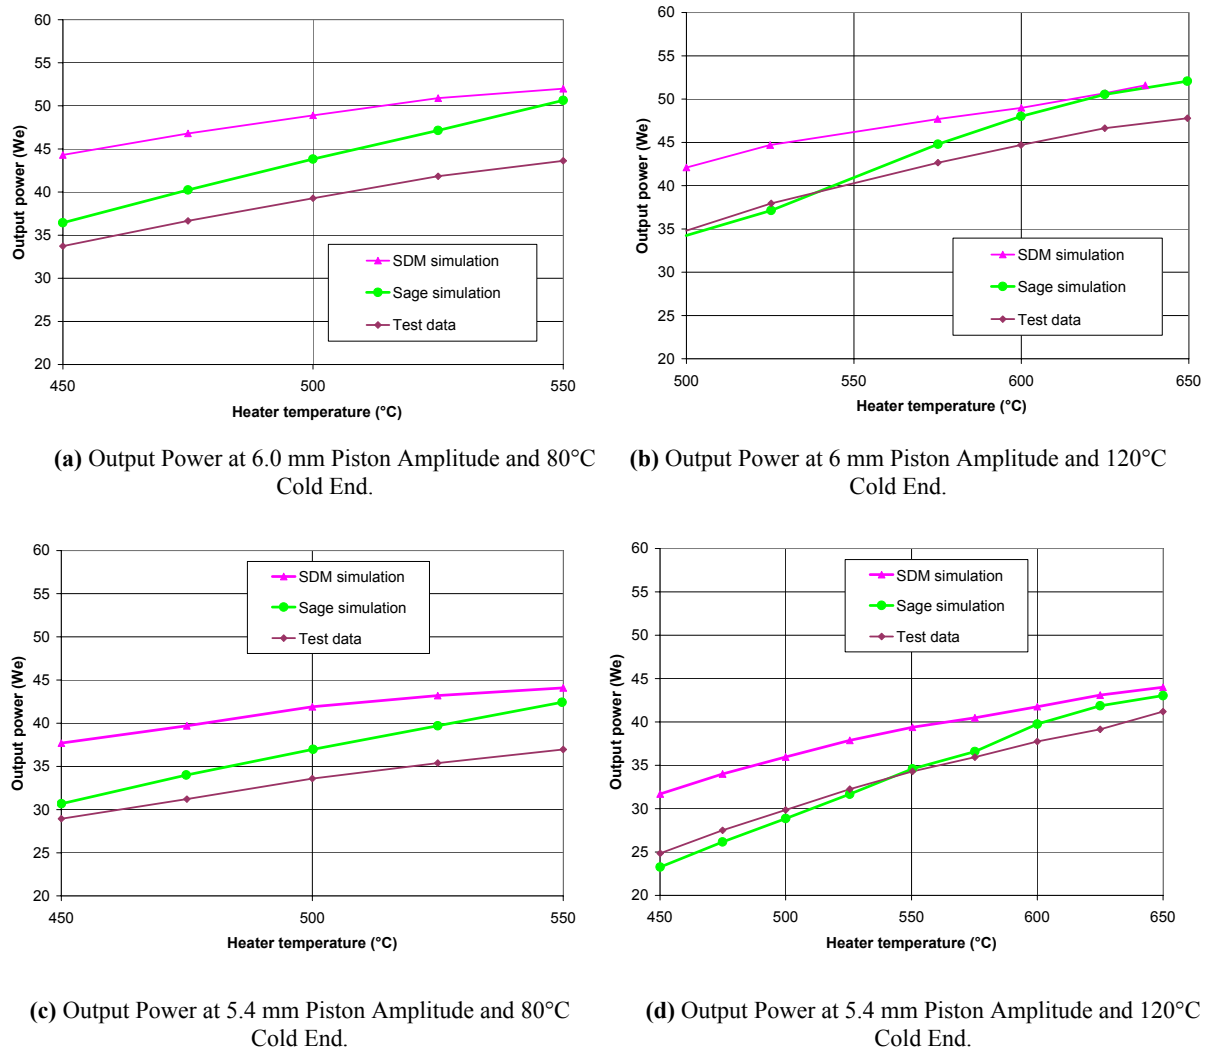 60
55
50
45
40
35
30
25
20
450
500
550
Output power (We)
Heater temperature (°C)
SDM simulation
Sage simulation
Test data
(a) Output Power at 6.0 mm Piston Amplitude and 80°C
Cold End.
60
55
50
45
40
35
30
25
20
500
550
600
650
Output power (We)
Heater temperature (°C)
SDM simulation
Sage simulation
Test data
(b) Output Power at 6 mm Piston Amplitude and 120°C
Cold End.
60
55
50
45
40
35
30
25
20
450
500
550
Output power (We)
Heater temperature (°C)
SDM simulation
Sage simulation
Test data
(c) Output Power at 5.4 mm Piston Amplitude and 80°C
Cold End.
60
55
50
45
40
35
30
25
20
450
500
550
600
650
Output power (We)
Heater temperature (°C)
SDM simulation
Sage simulation
Test data
(d) Output Power at 5.4 mm Piston Amplitude and 120°C
Cold End.